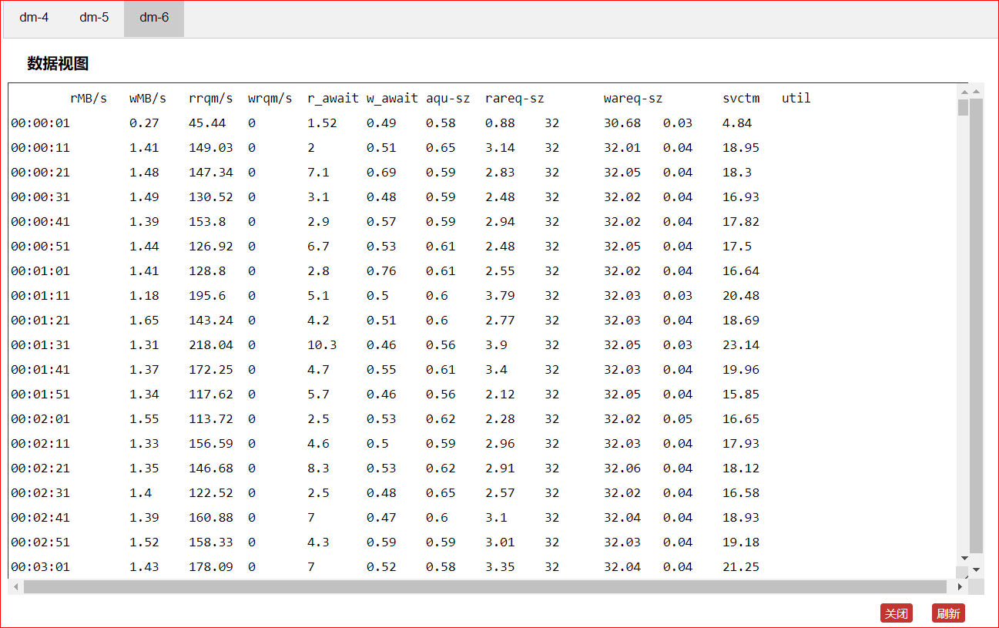 dm-4 dm-5 dm-6
数据视图
rMB/s wMB/s rrqm/s wrqm/s r_await w_await aqu-sz rareq-sz wareq-sz svctm util
00:00:01 0.27 45.44 0 1.52 0.49 0.58 0.88 32 30.68 0.03 4.84
00:00:11 1.41 149.03 0 2 0.51 0.65 3.14 32 32.01 0.04 18.95
00:00:21 1.48 147.34 0 7.1 0.69 0.59 2.83 32 32.05 0.04 18.3
00:00:31 1.49 130.52 0 3.1 0.48 0.59 2.48 32 32.02 0.04 16.93
00:00:41 1.39 153.8 0 2.9 0.57 0.59 2.94 32 32.02 0.04 17.82
00:00:51 1.44 126.92 0 6.7 0.53 0.61 2.48 32 32.05 0.04 17.5
00:01:01 1.41 128.8 0 2.8 0.76 0.61 2.55 32 32.02 0.04 16.64
00:01:11 1.18 195.6 0 5.1 0.5 0.6 3.79 32 32.03 0.03 20.48
00:01:21 1.65 143.24 0 4.2 0.51 0.6 2.77 32 32.03 0.04 18.69
00:01:31 1.31 218.04 0 10.3 0.46 0.56 3.9 32 32.05 0.03 23.14
00:01:41 1.37 172.25 0 4.7 0.55 0.61 3.4 32 32.03 0.04 19.96
00:01:51 1.34 117.62 0 5.7 0.46 0.56 2.12 32 32.05 0.04 15.85
00:02:01 1.55 113.72 0 2.5 0.53 0.62 2.28 32 32.02 0.05 16.65
00:02:11 1.33 156.59 0 4.6 0.5 0.59 2.96 32 32.03 0.04 17.93
00:02:21 1.35 146.68 0 8.3 0.53 0.62 2.91 32 32.06 0.04 18.12
00:02:31 1.4 122.52 0 2.5 0.48 0.65 2.57 32 32.02 0.04 16.58
00:02:41 1.39 160.88 0 7 0.47 0.6 3.1 32 32.04 0.04 18.93
00:02:51 1.52 158.33 0 4.3 0.59 0.59 3.01 32 32.03 0.04 19.18
00:03:01 1.43 178.09 0 7 0.52 0.58 3.35 32 32.04 0.04 21.25
关闭 刷新